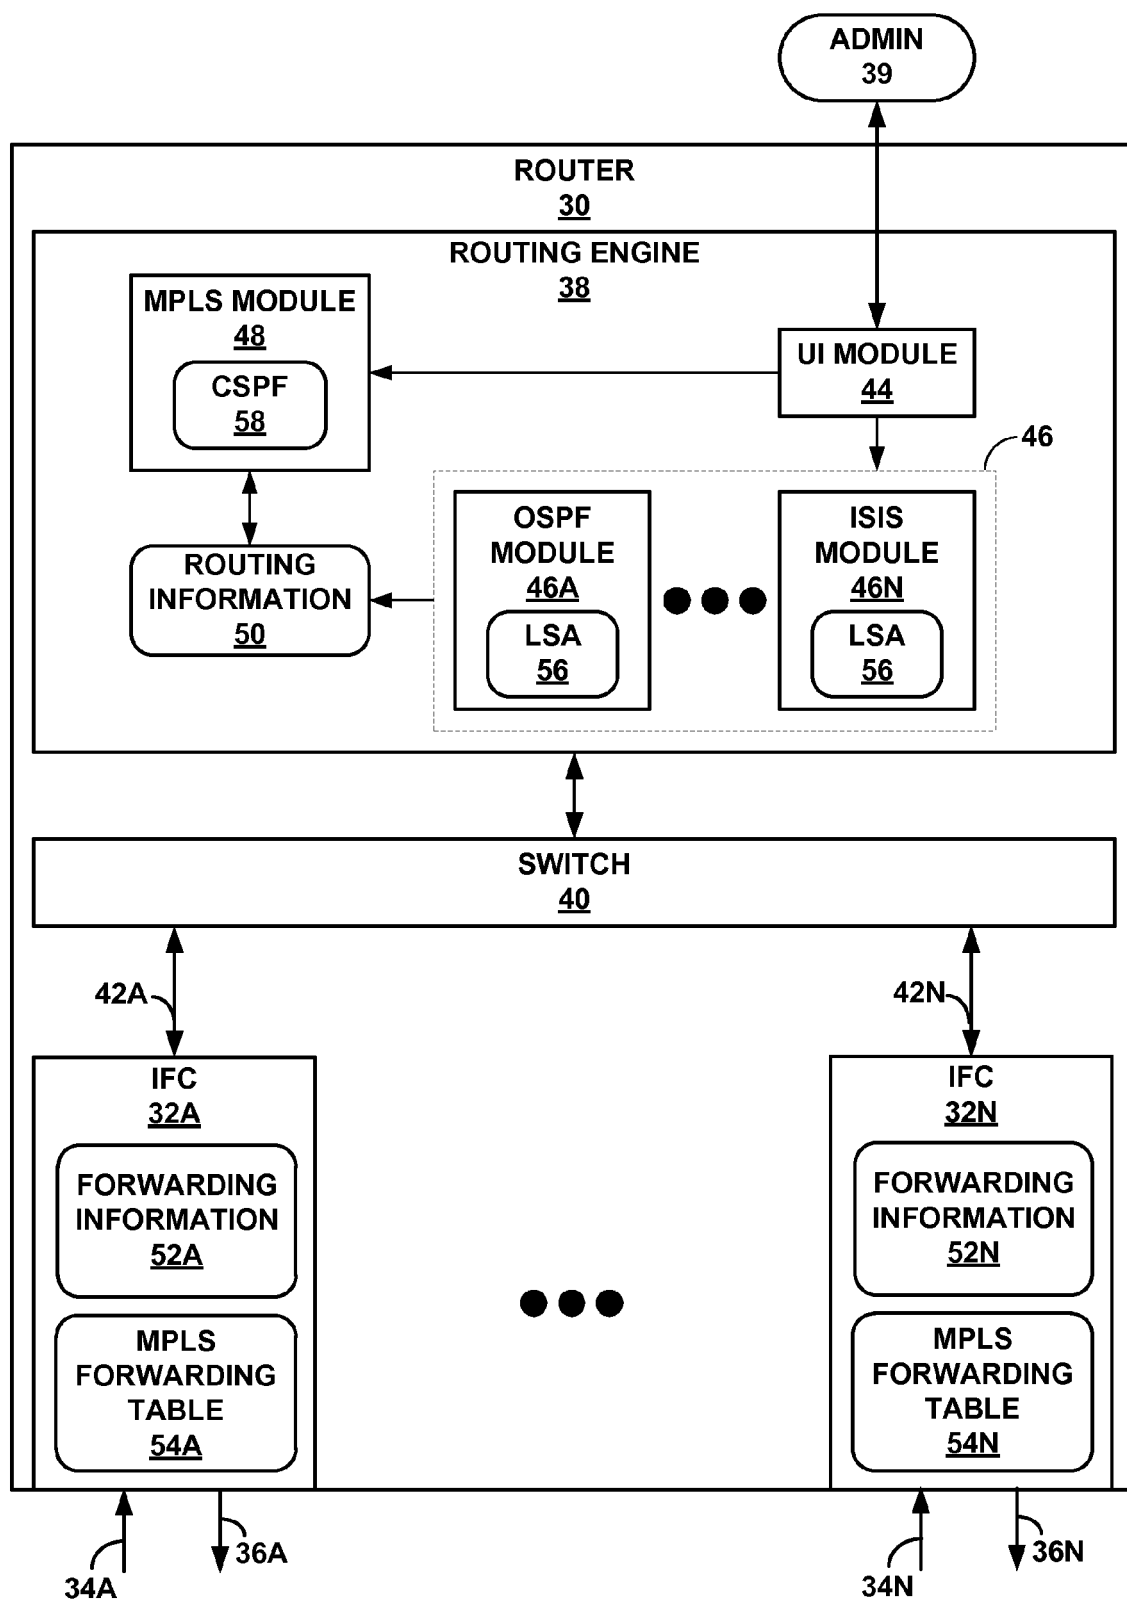 ADMIN
39
ROUTER
30
ROUTING ENGINE
38
MPLS MODULE
48
CSPF
58
UI MODULE
44
46
OSPF
MODULE
46A
LSA
56
ISIS
MODULE
46N
LSA
56
ROUTING
INFORMATION
50
SWITCH
40
42A
42N
IFC
32A
FORWARDING
INFORMATION
52A
MPLS
FORWARDING
TABLE
54A
IFC
32N
FORWARDING
INFORMATION
52N
MPLS
FORWARDING
TABLE
54N
34A
36A
34N
36N